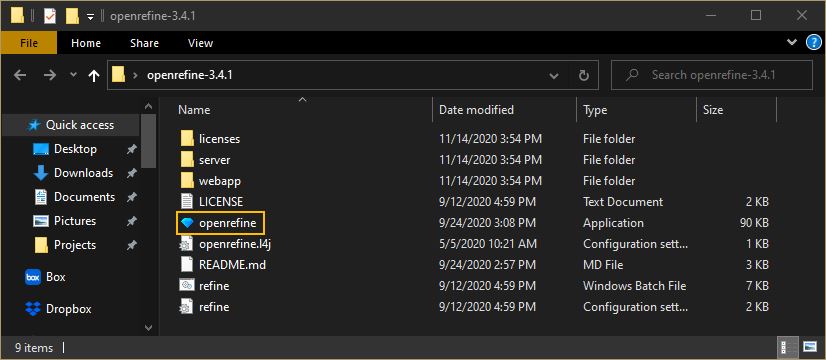 openrefine-3.4.1
File Home Share View
openrefine-3.4.1 Search openrefine-3.4.1
Name Date modified Type Size
Quick access
Desktop
Downloads
Documents
Pictures
Projects
Box
Dropbox
licenses 11/14/2020 3:54 PM File folder
server 11/14/2020 3:54 PM File folder
webapp 11/14/2020 3:54 PM File folder
LICENSE 9/12/2020 4:59 PM Text Document 2 KB
openrefine 9/24/2020 3:08 PM Application 90 KB
openrefine.l4j 5/5/2020 10:21 AM Configuration sett... 1 KB
README.md 9/24/2020 2:57 PM MD File 3 KB
refine 9/12/2020 4:59 PM Windows Batch File 7 KB
refine 9/12/2020 4:59 PM Configuration sett... 2 KB
9 items